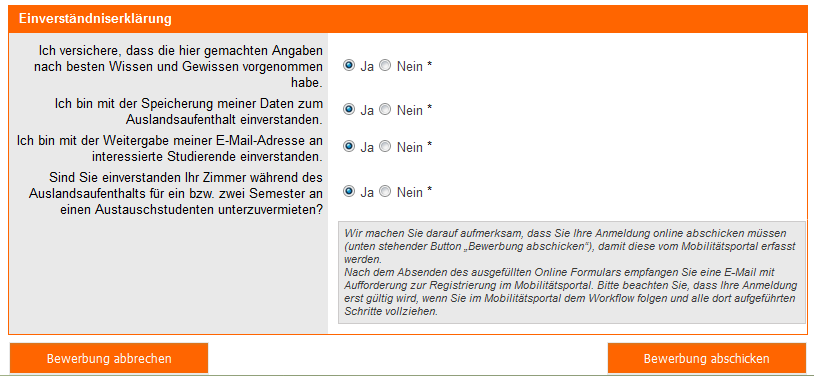 Einverständniserklärung
Ich versichere, dass die hier gemachten Angaben
nach besten Wissen und Gewissen vorgenommen
habe.
Ja Nein *
Ich bin mit der Speicherung meiner Daten zum
Auslandsaufenthalt einverstanden.
Ja Nein *
Ich bin mit der Weitergabe meiner E-Mail-Adresse an
interessierte Studierende einverstanden.
Ja Nein *
Sind Sie einverstanden Ihr Zimmer während des
Auslandsaufenthalts für ein bzw. zwei Semester an
einen Austauschstudenten unterzuvermieten?
Ja Nein *
Wir machen Sie darauf aufmerksam, dass Sie Ihre Anmeldung online abschicken müssen
(unten stehender Button „Bewerbung abschicken“), damit diese vom Mobilitätsportal erfasst
werden.
Nach dem Absenden des ausgefüllten Online Formulars empfangen Sie eine E-Mail mit
Aufforderung zur Registrierung im Mobilitätsportal. Bitte beachten Sie, dass Ihre Anmeldung
erst gültig wird, wenn Sie im Mobilitätsportal dem Workflow folgen und alle dort aufgeführten
Schritte vollziehen.
Bewerbung abbrechen
Bewerbung abschicken